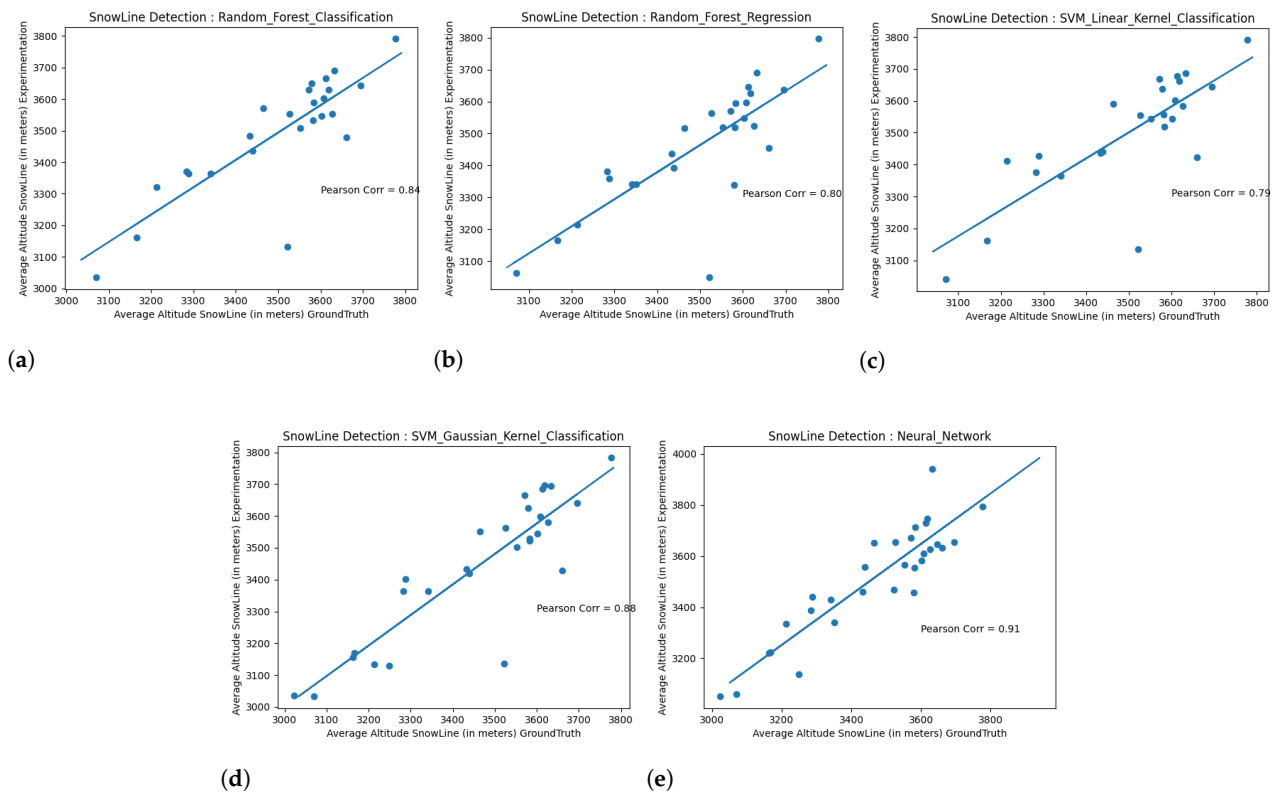 SnowLine Detection : Random_Forest_Classification
Average Altitude SnowLine (in meters) Experimentation
3800
3700
3600
3500
3400
3300
3200
3100
3000
Pearson Corr = 0.84
3000 3100 3200 3300 3400 3500 3600 3700 3800
Average Altitude SnowLine (in meters) GroundTruth
(a)
SnowLine Detection : Random_Forest_Regression
Average Altitude SnowLine (in meters) Experimentation
3800
3700
3600
3500
3400
3300
3200
3100
Pearson Corr = 0.80
3100 3200 3300 3400 3500 3600 3700 3800
Average Altitude SnowLine (in meters) GroundTruth
(b)
SnowLine Detection : SVM_Linear_Kernel_Classification
Average Altitude SnowLine (in meters) Experimentation
3800
3700
3600
3500
3400
3300
3200
3100
Pearson Corr = 0.79
3100 3200 3300 3400 3500 3600 3700 3800
Average Altitude SnowLine (in meters) GroundTruth
(c)
SnowLine Detection : SVM_Gaussian_Kernel_Classification
Average Altitude SnowLine (in meters) Experimentation
3800
3700
3600
3500
3400
3300
3200
3100
3000
Pearson Corr = 0.88
3000 3100 3200 3300 3400 3500 3600 3700 3800
Average Altitude SnowLine (in meters) GroundTruth
(d)
SnowLine Detection : Neural_Network
Average Altitude SnowLine (in meters) Experimentation
4000
3800
3600
3400
3200
Pearson Corr = 0.91
3000 3200 3400 3600 3800
Average Altitude SnowLine (in meters) GroundTruth
(e)